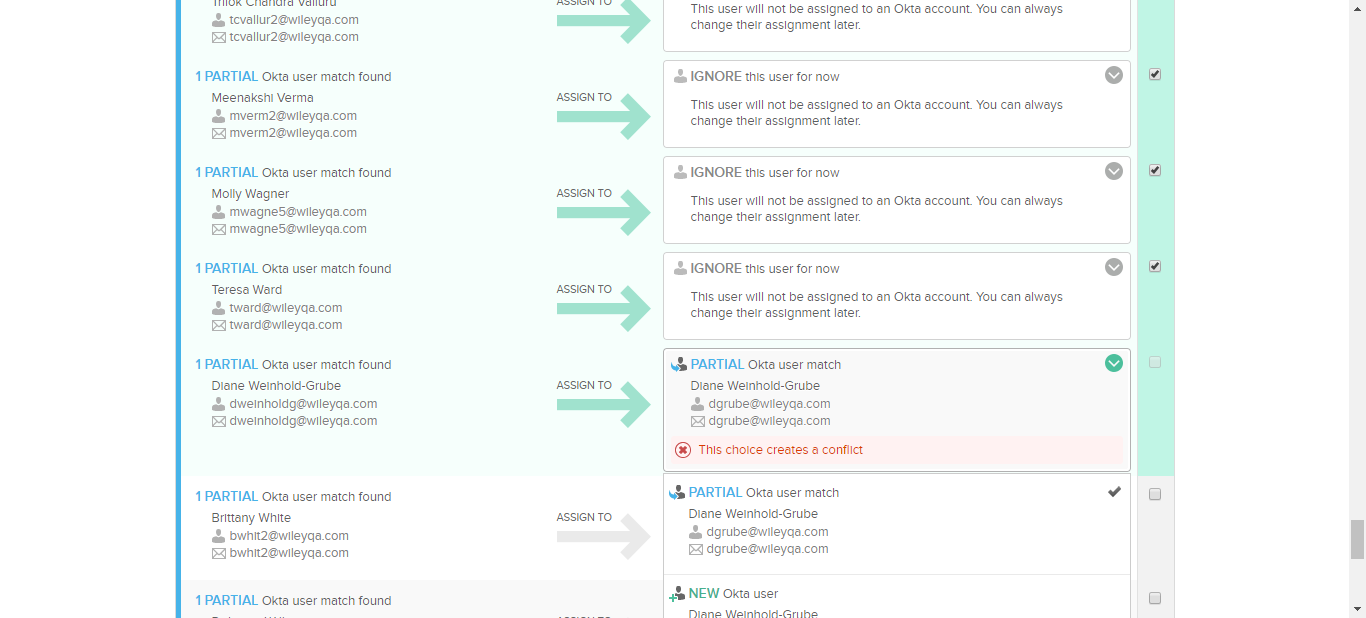 Thilok Chandra Valluru
tcvallur2@wileyqa.com
tcvallur2@wileyqa.com
ASSIGN TO
This user will not be assigned to an Okta account. You can always
change their assignment later.
1 PARTIAL Okta user match found
Meenakshi Verma
mverm2@wileyqa.com
mverm2@wileyqa.com
ASSIGN TO
IGNORE this user for now
This user will not be assigned to an Okta account. You can always
change their assignment later.
1 PARTIAL Okta user match found
Molly Wagner
mwagne5@wileyqa.com
mwagne5@wileyqa.com
ASSIGN TO
IGNORE this user for now
This user will not be assigned to an Okta account. You can always
change their assignment later.
1 PARTIAL Okta user match found
Teresa Ward
tward@wileyqa.com
tward@wileyqa.com
ASSIGN TO
IGNORE this user for now
This user will not be assigned to an Okta account. You can always
change their assignment later.
1 PARTIAL Okta user match found
Diane Weinhold-Grube
dweinholdg@wileyqa.com
dweinholdg@wileyqa.com
ASSIGN TO
PARTIAL Okta user match
Diane Weinhold-Grube
dgrube@wileyqa.com
dgrube@wileyqa.com
This choice creates a conflict
1 PARTIAL Okta user match found
Brittany White
bwhit2@wileyqa.com
bwhit2@wileyqa.com
ASSIGN TO
PARTIAL Okta user match
Diane Weinhold-Grube
dgrube@wileyqa.com
dgrube@wileyqa.com
1 PARTIAL Okta user match found
ASSIGN TO
NEW Okta user
Diane Weinhold-Grube